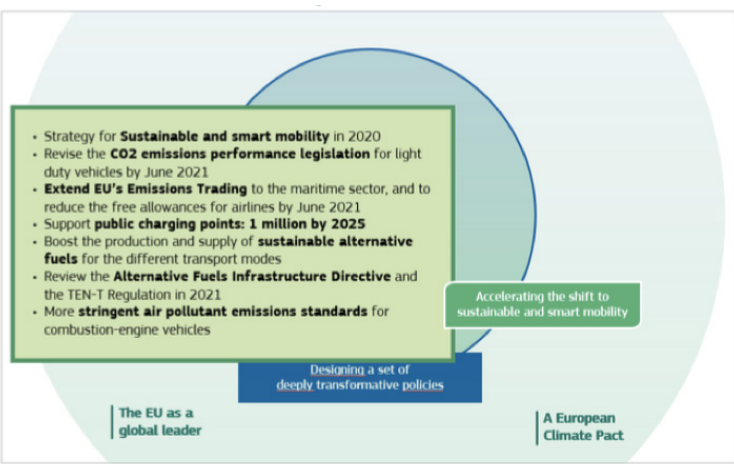 • Strategy for Sustainable and smart mobility in 2020
• Revise the CO2 emissions performance legislation for light
duty vehicles by June 2021
• Extend EU's Emissions Trading to the maritime sector, and to
reduce the free allowances for airlines by June 2021
• Support public charging points: 1 million by 2025
• Boost the production and supply of sustainable alternative
fuels for the different transport modes
• Review the Alternative Fuels Infrastructure Directive and
the TEN-T Regulation in 2021
• More stringent air pollutant emissions standards for
combustion-engine vehicles
Accelerating the shift to
sustainable and smart mobility
Designing a set of
deeply transformative policies
The EU as a
global leader
A European
Climate Pact